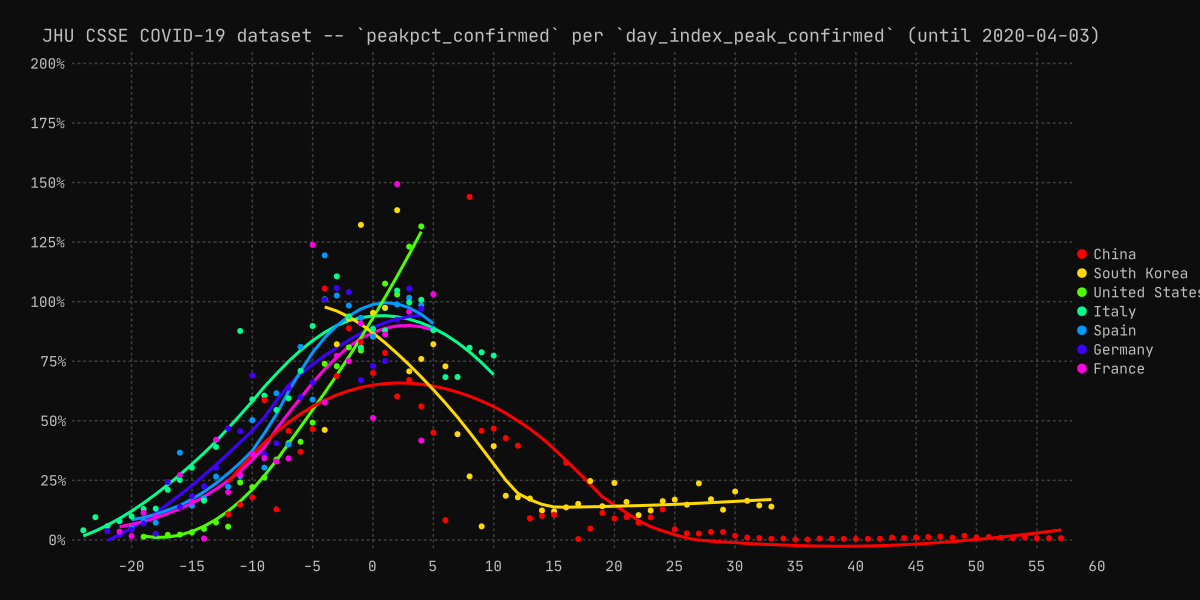 JHU CSSE COVID-19 dataset -- `peakpct_confirmed` per `day_index_peak_confirmed` (until 2020-04-03)
200%
175%
150%
125%
100%
75%
50%
25%
0%
China
South Korea
United States
Italy
Spain
Germany
France
-20 -15 -10 -5 0 5 10 15 20 25 30 35 40 45 50 55 60